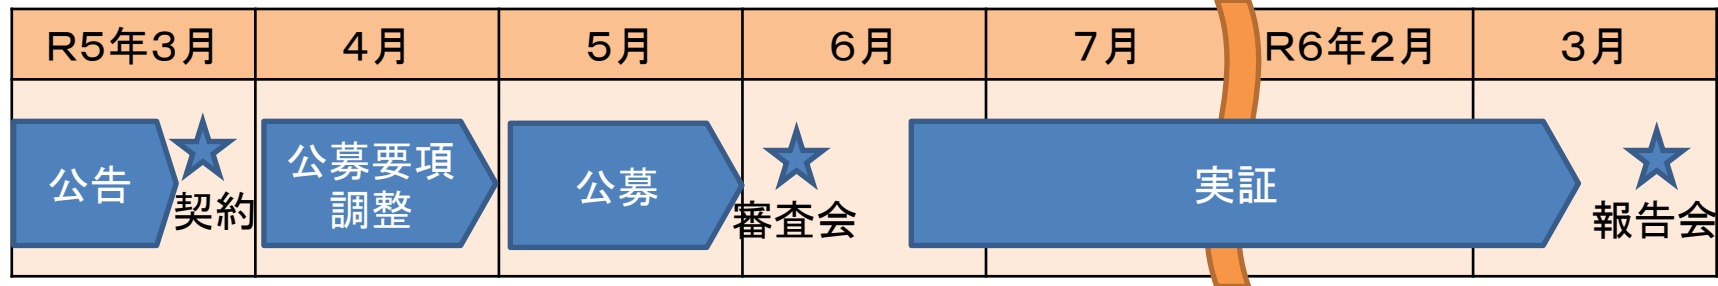 R5年3月
4月
5月
6月
7月
R6年2月
3月
公告
契約
公募要項
調整
公募
審査会
実証
報告会